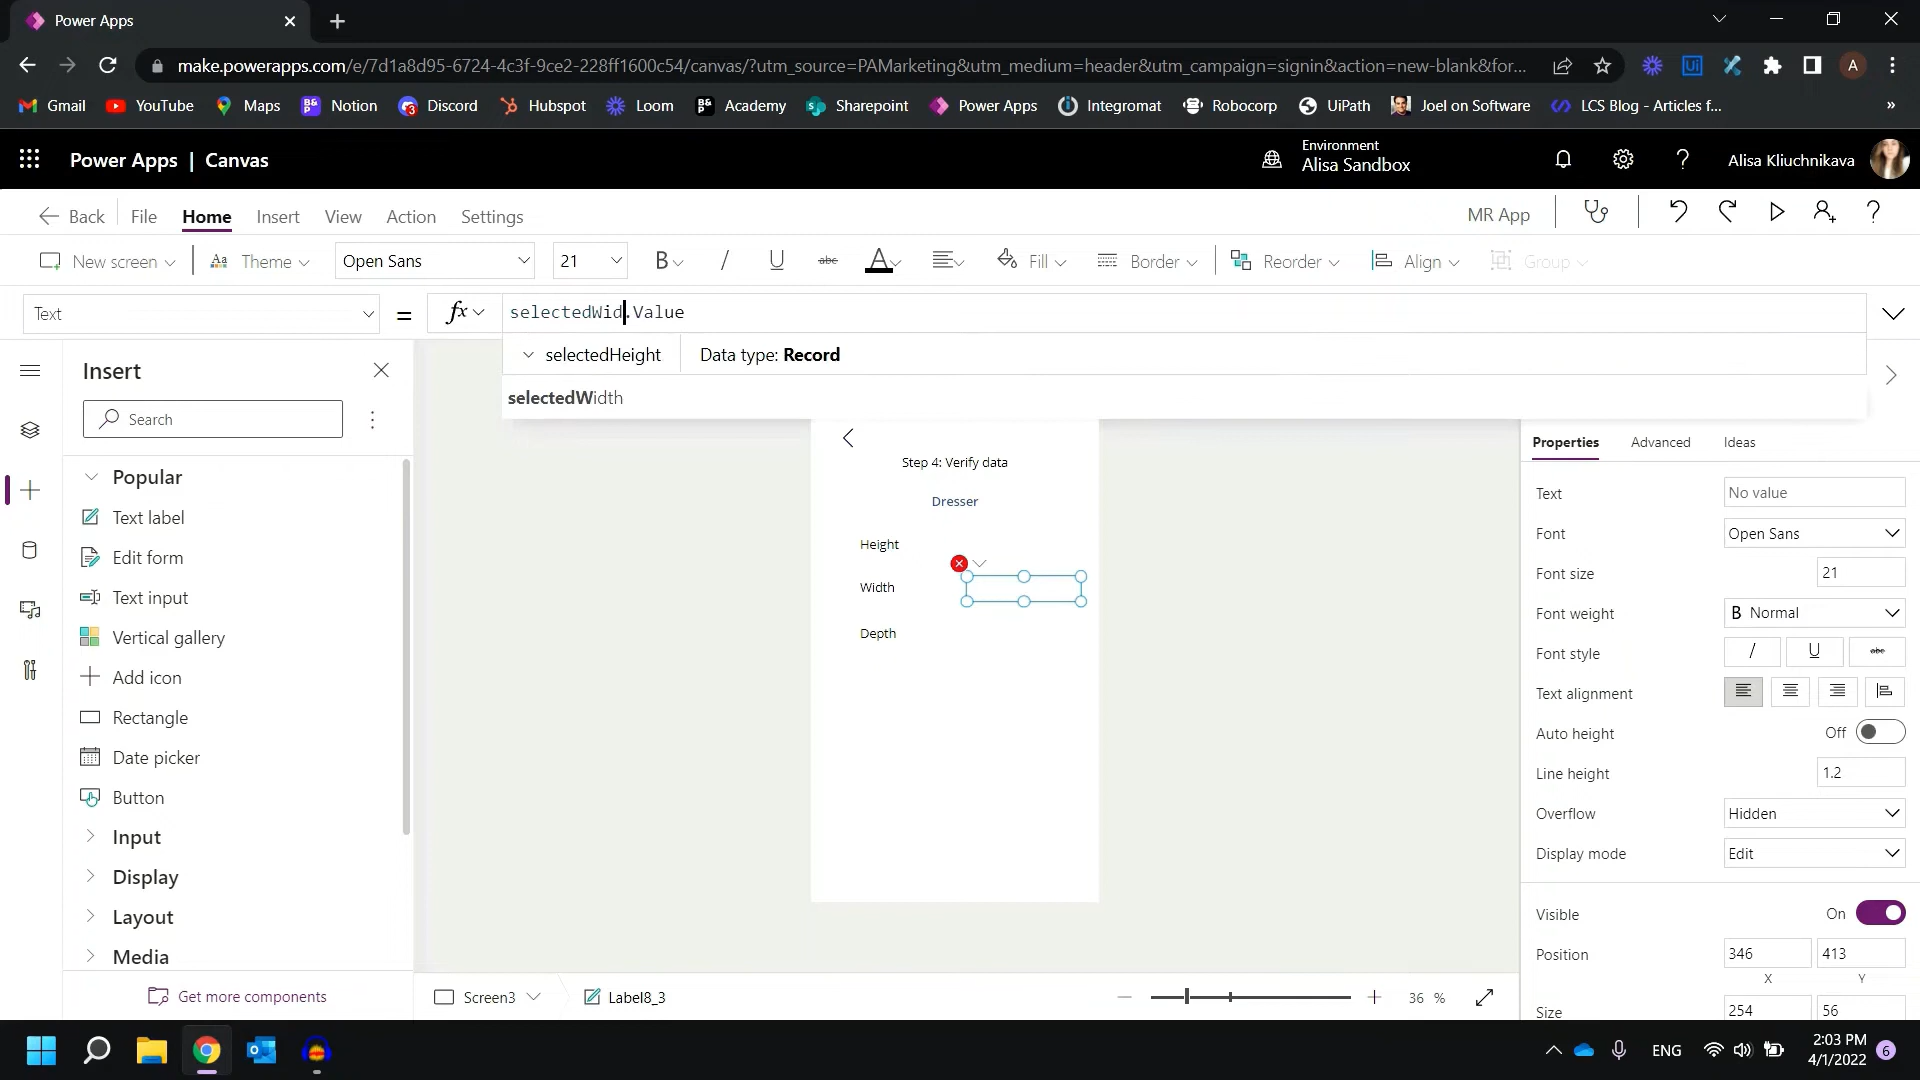 Power Apps
make.powerapps.com/e/7d1a8d95-6724-4c3f-9ce2-228ff1600c54/canvas/?utm_source=PAMarketing&utm_medium=header&utm_campaign=signin&action=new-blank&for...
A
Gmail YouTube Maps Notion Discord Hubspot Loom Academy Sharepoint Power Apps Integromat Robocorp UiPath Joel on Software LCS Blog - Articles f... »
Power Apps | Canvas
Environment
Alisa Sandbox
Alisa Kliuchnikava
Back File Home Insert View Action Settings MR App
New screen Theme Open Sans 21 B / U abc A Fill Border Reorder Align Group
Text = fx selectedWid.Value
selectedHeight Data type: Record
selectedWidth
Insert
Search
Popular
Text label
Edit form
Text input
Vertical gallery
Add icon
Rectangle
Date picker
Button
Input
Display
Layout
Media
Get more components
Step 4: Verify data
Dresser
Height
Width
Depth
Screen3 Label8_3 36 %
Properties Advanced Ideas
Text No value
Font Open Sans
Font size 21
Font weight B Normal
Font style / U abc
Text alignment
Auto height Off
Line height 1.2
Overflow Hidden
Display mode Edit
Visible On
Position 346 413
X Y
Size 254 56
ENG
2:03 PM
4/1/2022
6